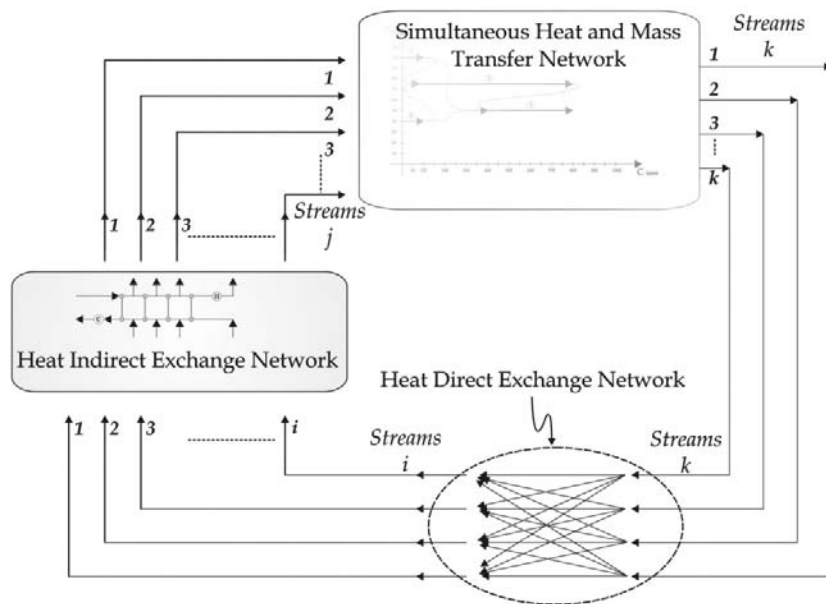 Simultaneous Heat and Mass
Transfer Network
Streams
k
1
2
3
k
1
2
3
Streams
j
1
2
3
C
H
C
Heat Indirect Exchange Network
Heat Direct Exchange Network
1
2
3
i
Streams
i
Streams
k